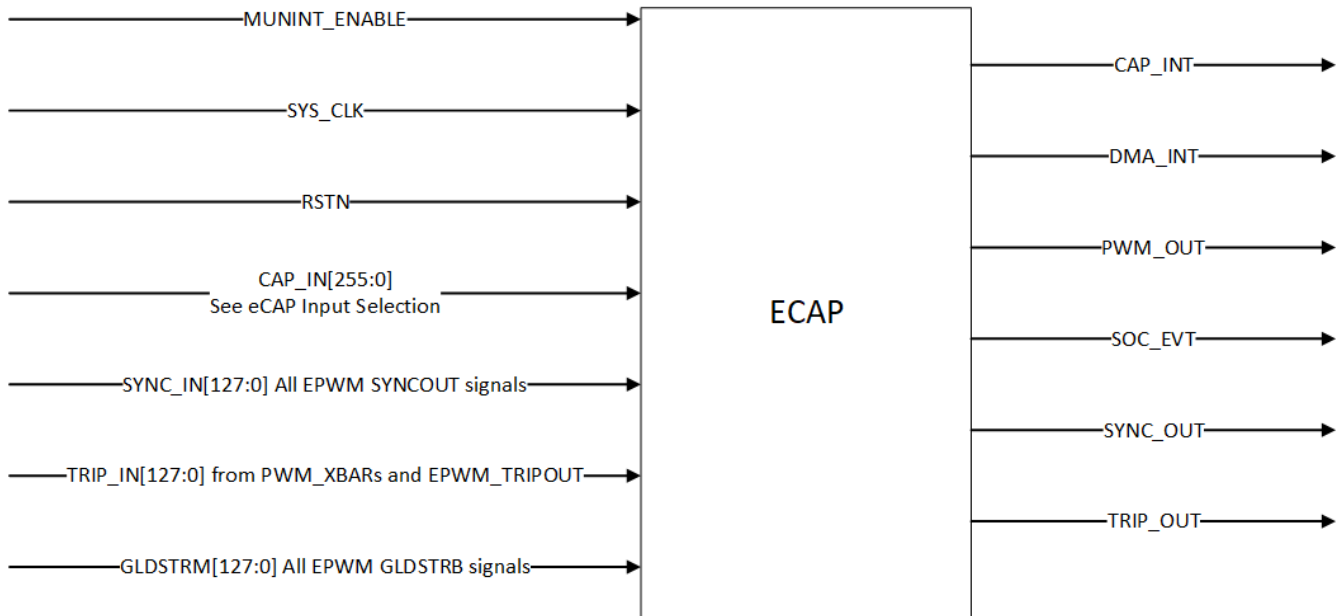 MUNINT_ENABLE
SYS_CLK
RSTN
CAP_IN[255:0]
See eCAP Input Selection
SYNC_IN[127:0] All EPWM SYNCOUT signals
TRIP_IN[127:0] from PWM_XBARs and EPWM_TRIPOUT
GLDSTRM[127:0] All EPWM GLDSTRB signals
ECAP
CAP_INT
DMA_INT
PWM_OUT
SOC_EVT
SYNC_OUT
TRIP_OUT